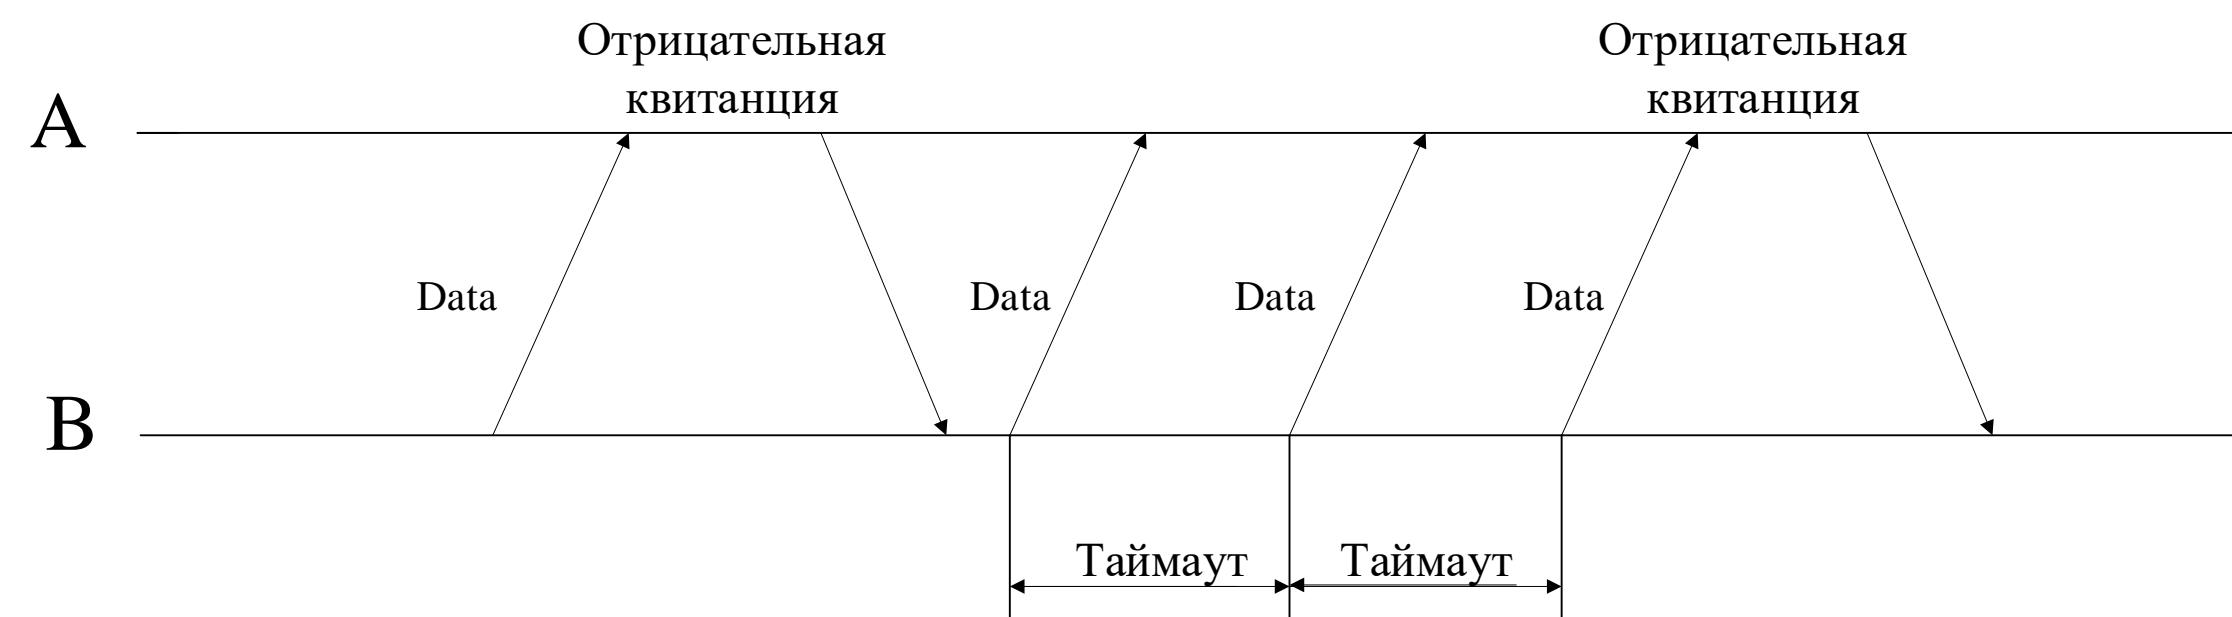 Отрицательная
квитанция
Отрицательная
квитанция
A
Data
Data
Data
Data
B
Таймаут
Таймаут